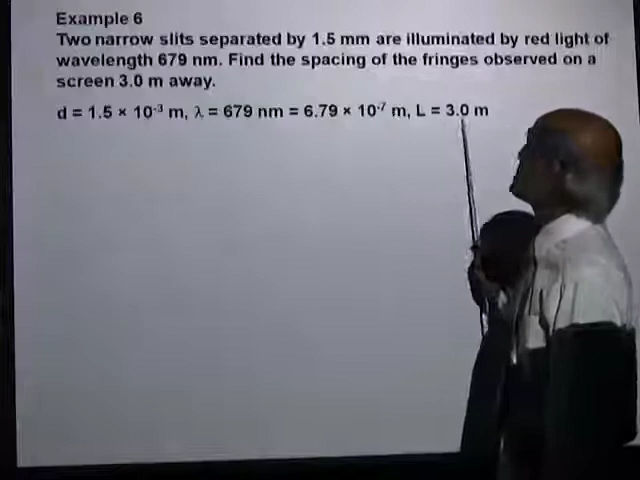 Example 6
Two narrow slits separated by 1.5 mm are illuminated by red light of
wavelength 679 nm. Find the spacing of the fringes observed on a
screen 3.0 m away.
d = 1.5 × 10⁻³ m, λ = 679 nm = 6.79 × 10⁻⁷ m, L = 3.0 m